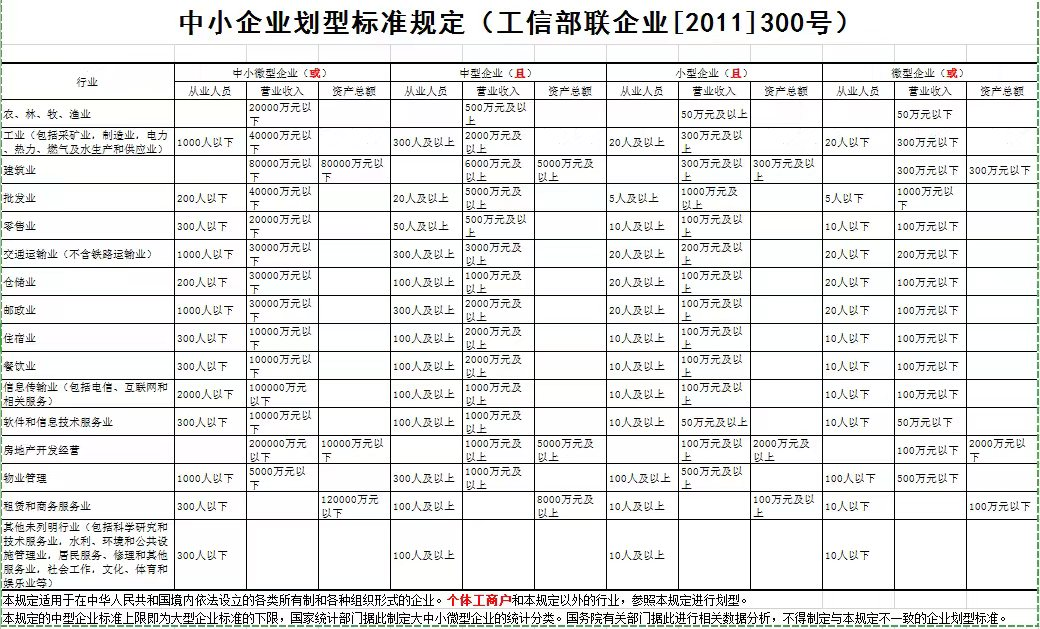 中小企业划型标准规定（工信部联企业[2011]300号）
行业 中小微型企业（或） 中型企业（且） 小型企业（且） 微型企业（或）
从业人员 营业收入 资产总额 从业人员 营业收入 资产总额 从业人员 营业收入 资产总额 从业人员 营业收入 资产总额
农、林、牧、渔业 20000万元以下 500万元及以上 50万元及以上 50万元以下
工业（包括采矿业，制造业，电力、热力、燃气及水生产和供应业） 1000人以下 40000万元以下 300人及以上 2000万元及以上 20人及以上 300万元及以上 20人以下 300万元以下
建筑业 80000万元以下 80000万元以下 6000万元及以上 5000万元及以上 300万元及以上 300万元及以上 300万元以下 300万元以下
批发业 200人以下 40000万元以下 20人及以上 5000万元及以上 5人及以上 1000万元及以上 5人以下 1000万元以下
零售业 300人以下 20000万元以下 50人及以上 500万元及以上 10人及以上 100万元及以上 10人以下 100万元以下
交通运输业（不含铁路运输业） 1000人以下 30000万元以下 300人及以上 3000万元及以上 20人及以上 200万元及以上 20人以下 200万元以下
仓储业 200人以下 30000万元以下 100人及以上 1000万元及以上 20人及以上 100万元及以上 20人以下 100万元以下
邮政业 1000人以下 30000万元以下 300人及以上 2000万元及以上 20人及以上 100万元及以上 20人以下 100万元以下
住宿业 300人以下 10000万元以下 100人及以上 2000万元及以上 10人及以上 100万元及以上 10人以下 100万元以下
餐饮业 300人以下 10000万元以下 100人及以上 2000万元及以上 10人及以上 100万元及以上 10人以下 100万元以下
信息传输业（包括电信、互联网和相关服务） 2000人以下 100000万元以下 100人及以上 1000万元及以上 10人及以上 100万元及以上 10人以下 100万元以下
软件和信息技术服务业 300人以下 10000万元以下 100人及以上 1000万元及以上 10人及以上 50万元及以上 10人以下 50万元以下
房地产开发经营 200000万元以下 10000万元以下 1000万元及以上 5000万元及以上 100万元及以上 2000万元及以上 100万元以下 2000万元以下
物业管理 1000人以下 5000万元以下 300人及以上 1000万元及以上 100人及以上 500万元及以上 100人以下 500万元以下
租赁和商务服务业 300人以下 120000万元以下 100人及以上 8000万元及以上 10人及以上 100万元及以上 10人以下 100万元以下
其他未列明行业（包括科学研究和技术服务业，水利、环境和公共设施管理业，居民服务、修理和其他服务业，社会工作，文化、体育和娱乐业等） 300人以下 100人及以上 10人及以上 10人以下
本规定适用于在中华人民共和国境内依法设立的各类所有制和各种组织形式的企业。个体工商户和本规定以外的行业，参照本规定进行划型。
本规定的中型企业标准上限即为大型企业标准的下限，国家统计部门据此制定大中小微型企业的统计分类。国务院有关部门据此进行相关数据分析，不得制定与本规定不一致的企业划型标准。